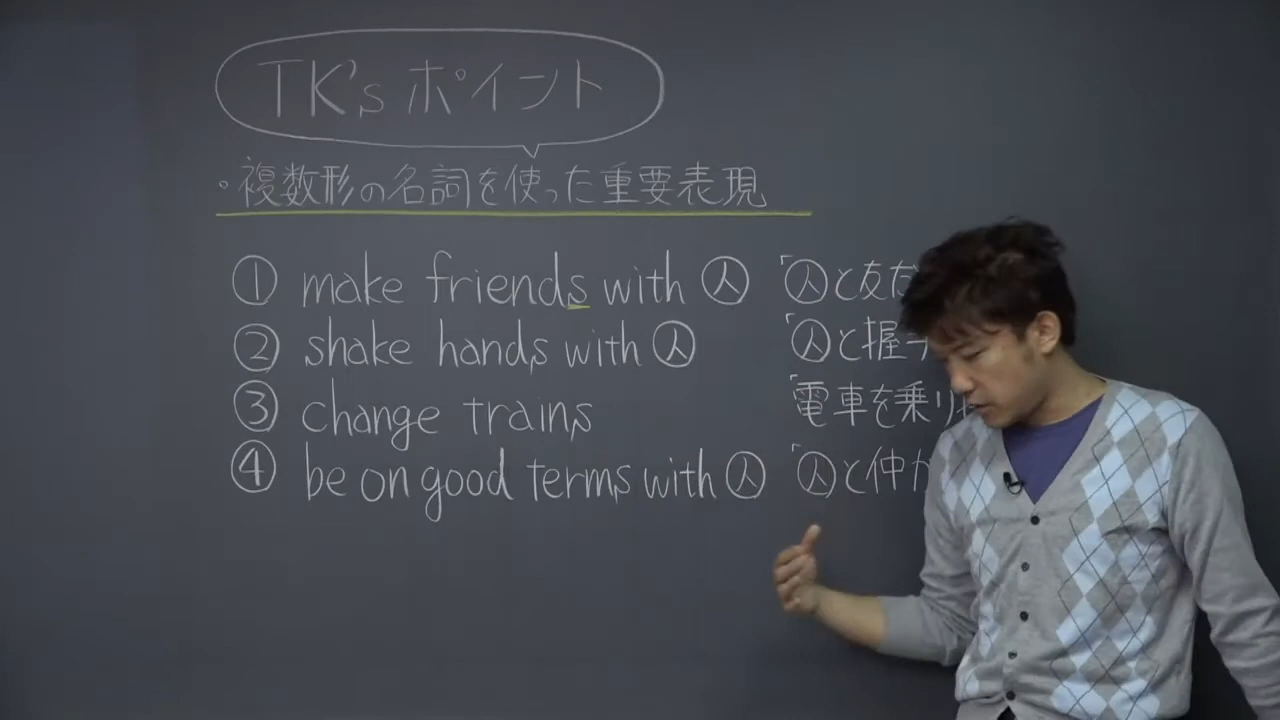 TK's ポイント
・複数形の名詞を使った重要表現
① make friends with 人 「人と友だ
② shake hands with 人 「人と握手
③ change trains 「電車を乗り
④ be on good terms with 人 「人と仲が